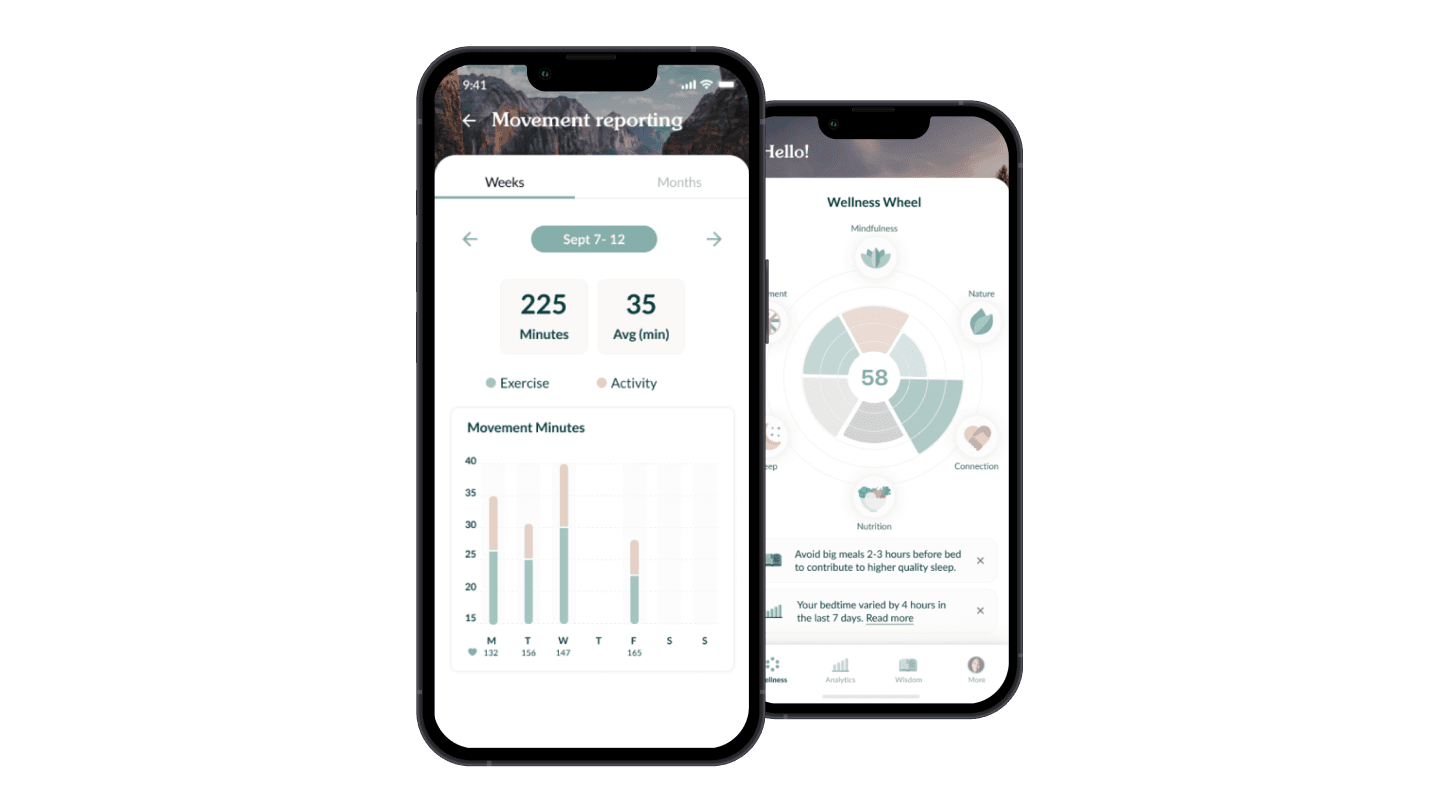 9:41
Movement reporting
Weeks
Months
Sept 7- 12
225
Minutes
35
Avg (min)
Exercise
Activity
Movement Minutes
40
35
30
25
20
15
M
T
W
T
F
S
S
132
156
147
165
Hello!
Wellness Wheel
Mindfulness
ment
Nature
58
eep
Connection
Nutrition
Avoid big meals 2-3 hours before bed
to contribute to higher quality sleep.
Your bedtime varied by 4 hours in
the last 7 days. Read more
ellness
Analytics
Wisdom
More